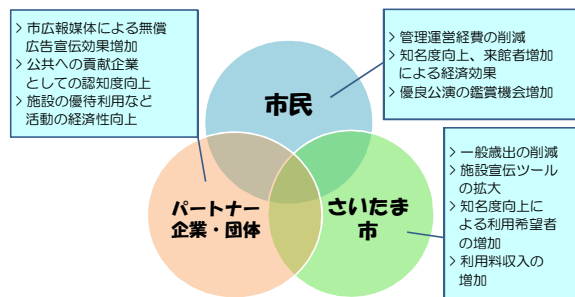 > 市広報媒体による無償
広告宣伝効果増加
> 公共への貢献企業
としての認知度向上
> 施設の優待利用など
活動の経済性向上
> 管理運営経費の削減
> 知名度向上、来館者増加
による経済効果
> 優良公演の鑑賞機会増加
市民
パートナー
企業・団体
さいたま
市
> 一般歳出の削減
> 施設宣伝ツール
の拡大
> 知名度向上に
よる利用希望者
の増加
> 利用料収入の
増加